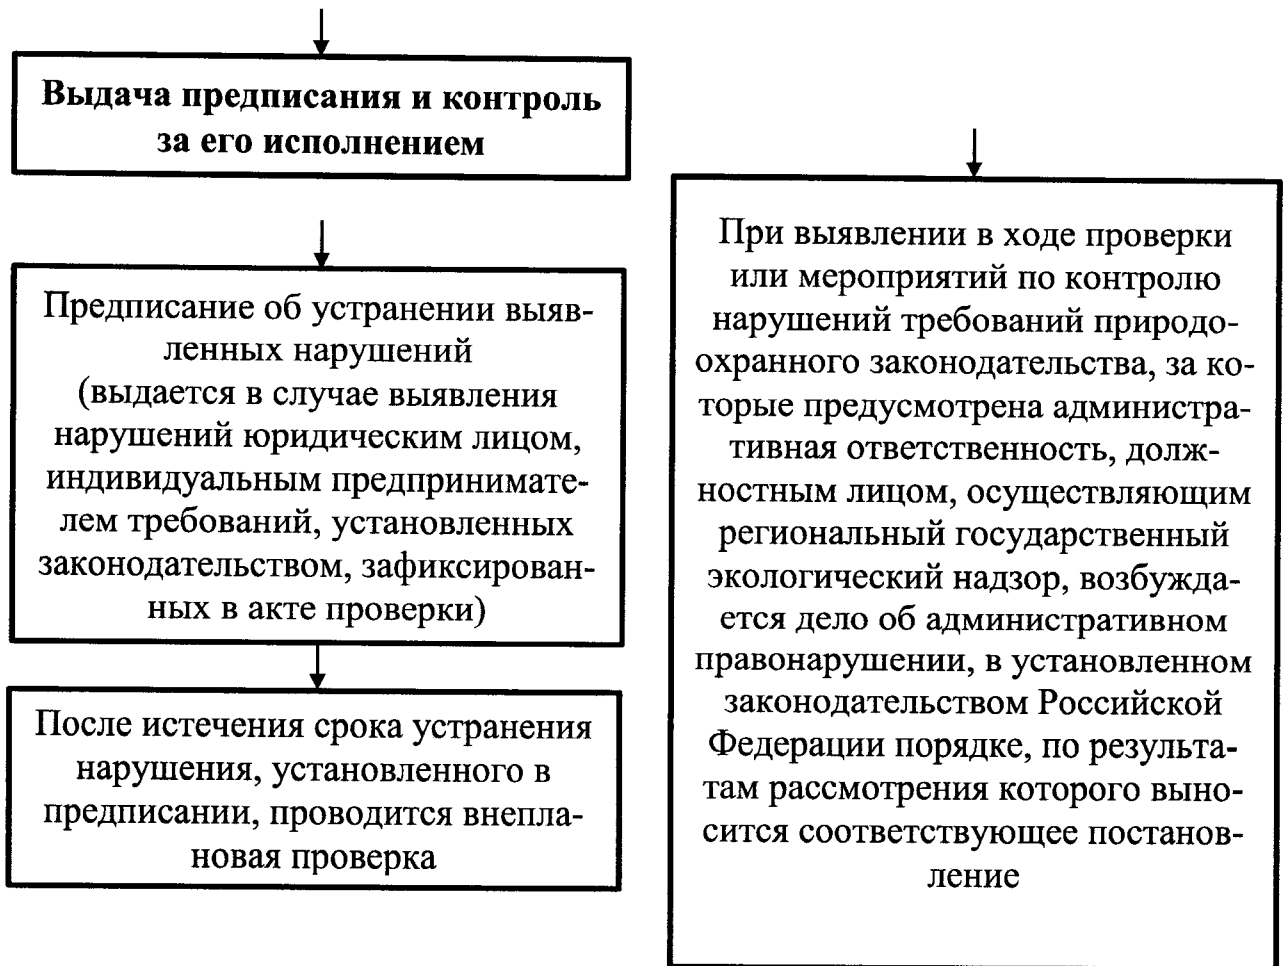 Выдача предписания и контроль
за его исполнением
Предписание об устранении выяв-
ленных нарушений
(выдается в случае выявления
нарушений юридическим лицом,
индивидуальным предпринимате-
лем требований, установленных
законодательством, зафиксирован-
ных в акте проверки)
После истечения срока устранения
нарушения, установленного в
предписании, проводится внепла-
новая проверка
При выявлении в ходе проверки
или мероприятий по контролю
нарушений требований природо-
охранного законодательства, за ко-
торые предусмотрена администра-
тивная ответственность, долж-
ностным лицом, осуществляющим
региональный государственный
экологический надзор, возбужда-
ется дело об административном
правонарушении, в установленном
законодательством Российской
Федерации порядке, по результа-
там рассмотрения которого выно-
сится соответствующее постанов-
ление